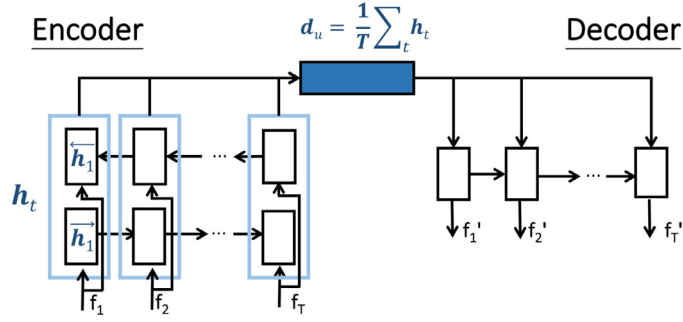 Encoder
d_u = 1/T ∑_t h_t
Decoder
←h_1 ...
h_t
→h_1 ...
...
f_1 f_2 f_T
f_1' f_2' f_T'